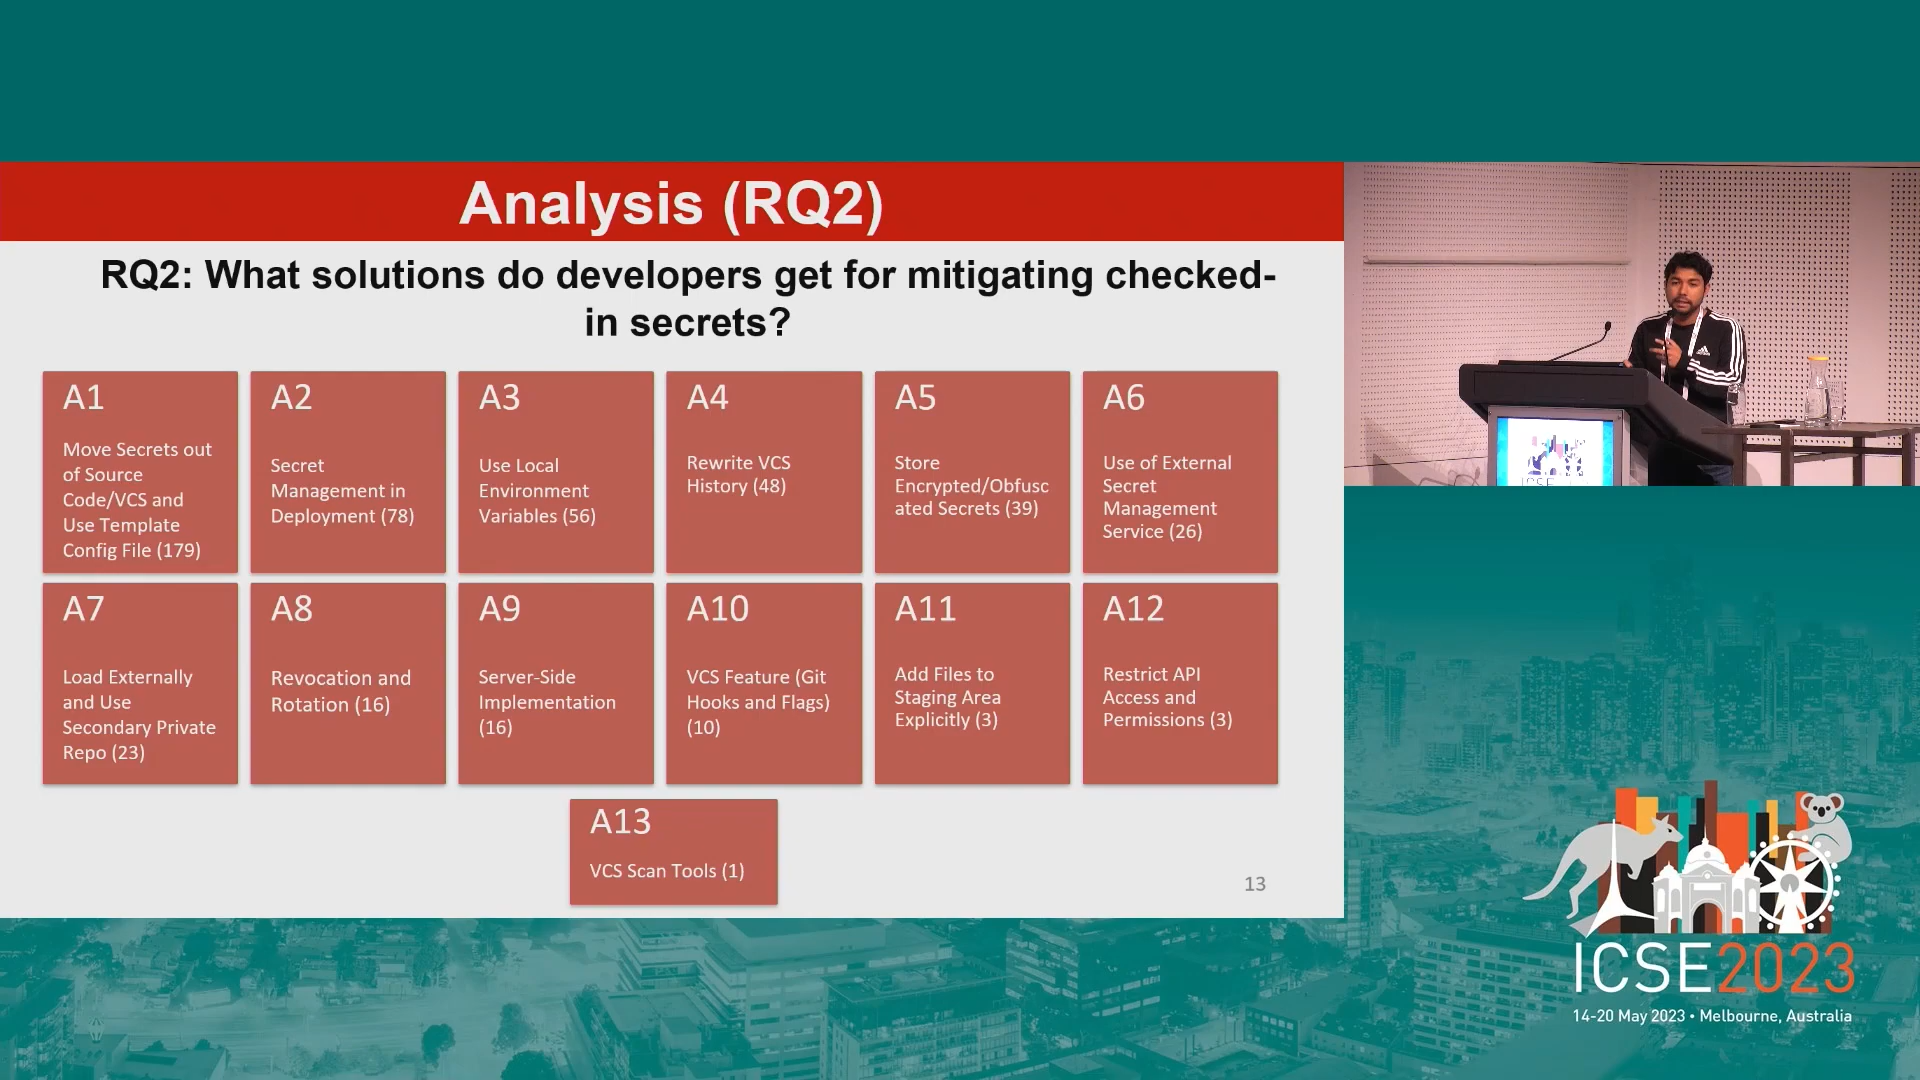 Analysis (RQ2)
RQ2: What solutions do developers get for mitigating checked-
in secrets?
A1
Move Secrets out
of Source
Code/VCS and
Use Template
Config File (179)
A2
Secret
Management in
Deployment (78)
A3
Use Local
Environment
Variables (56)
A4
Rewrite VCS
History (48)
A5
Store
Encrypted/Obfusc
ated Secrets (39)
A6
Use of External
Secret
Management
Service (26)
A7
Load Externally
and Use
Secondary Private
Repo (23)
A8
Revocation and
Rotation (16)
A9
Server-Side
Implementation
(16)
A10
VCS Feature (Git
Hooks and Flags)
(10)
A11
Add Files to
Staging Area
Explicitly (3)
A12
Restrict API
Access and
Permissions (3)
A13
VCS Scan Tools (1)
13
ICSE
ICSE2023
14-20 May 2023 • Melbourne, Australia